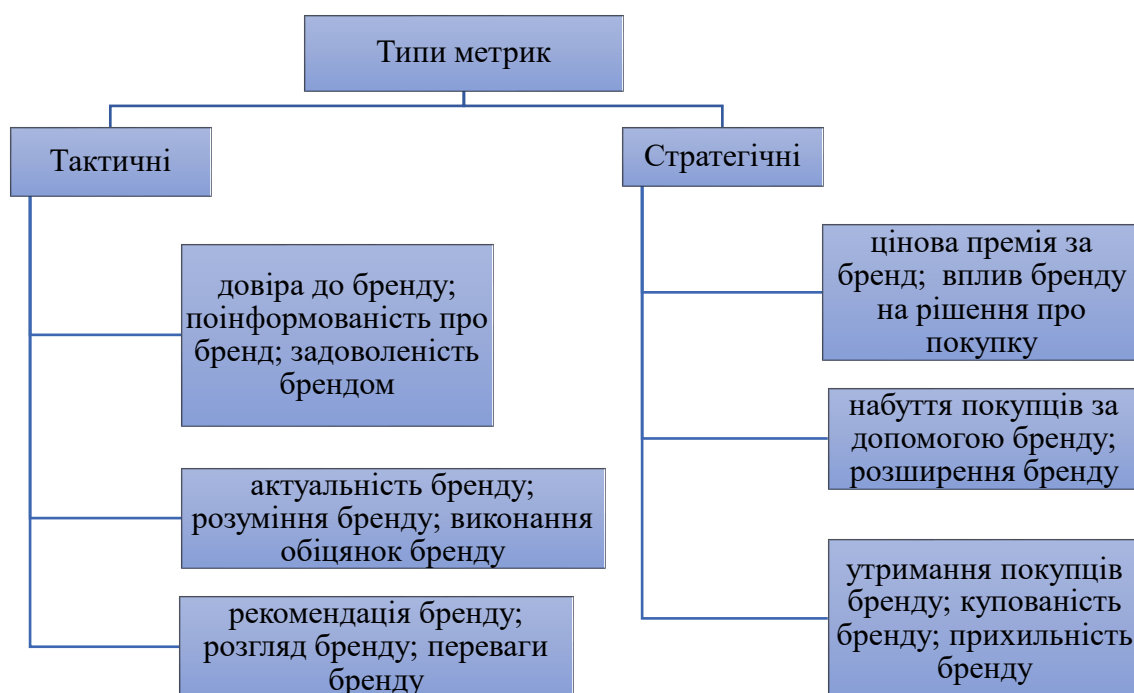 Типи метрик
Тактичні
Стратегічні
довіра до бренду;
поінформованість про
бренд; задоволеність
брендом
актуальність бренду;
розуміння бренду; виконання
обіцянок бренду
рекомендація бренду;
розгляд бренду; переваги
бренду
цінова премія за
бренд; вплив бренду
на рішення про
покупку
набуття покупців за
допомогою бренду;
розширення бренду
утримання покупців
бренду; купованість
бренду; прихильність
бренду